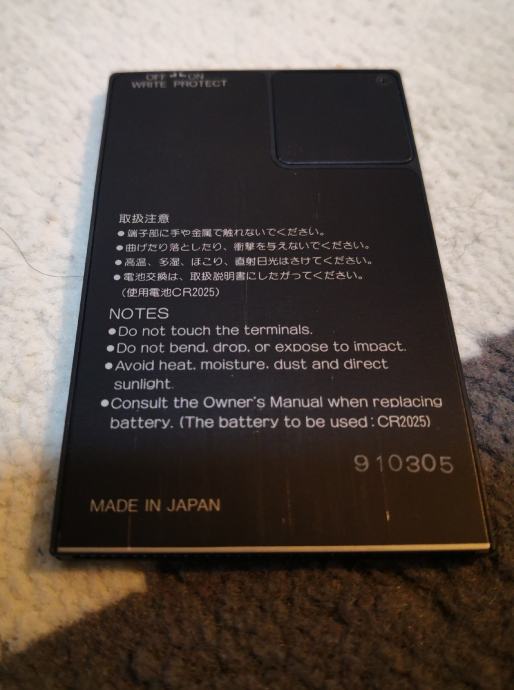 OFF ON
WRITE PROTECT
取扱注意
●端子部に手や金属で触れないでください。
●曲げたり落としたり、衝撃を与えないでください。
●高温、多湿、ほこり、直射日光はさけてください。
●電池交換は、取扱説明書にしたがってください。
(使用電池CR2025)
NOTES
●Do not touch the terminals.
●Do not bend, drop, or expose to impact.
●Avoid heat, moisture, dust and direct
sunlight.
●Consult the Owner's Manual when replacing
battery. (The battery to be used : CR2025)
910305
MADE IN JAPAN